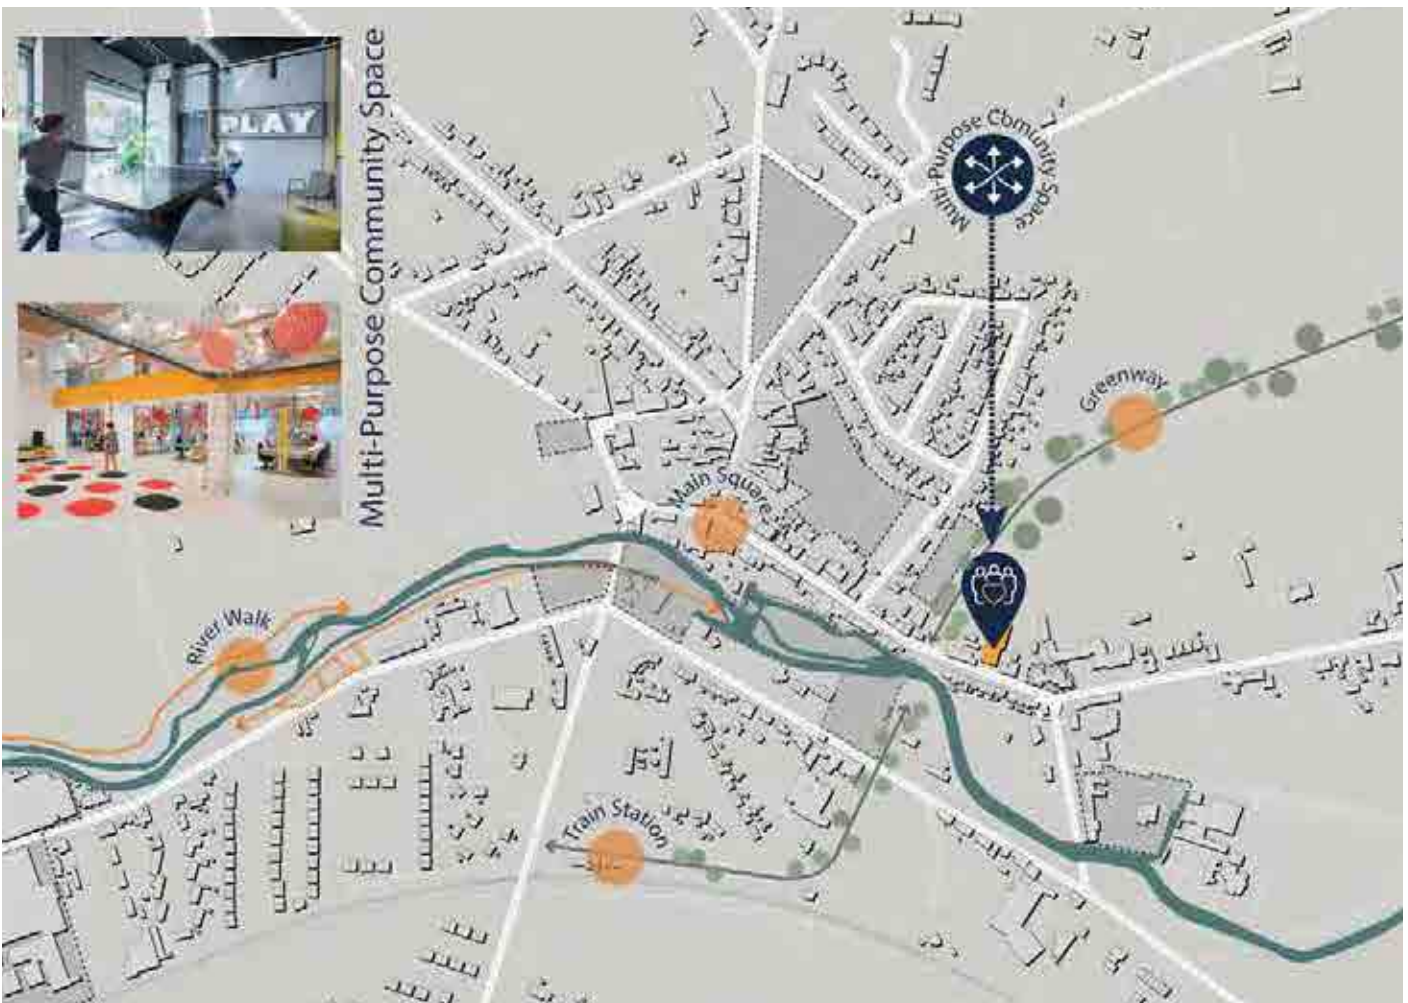 PLAY
Multi-Purpose Community Space
Multi-Purpose Comunity Space
Greenway
Main Square
River Walk
Train Station